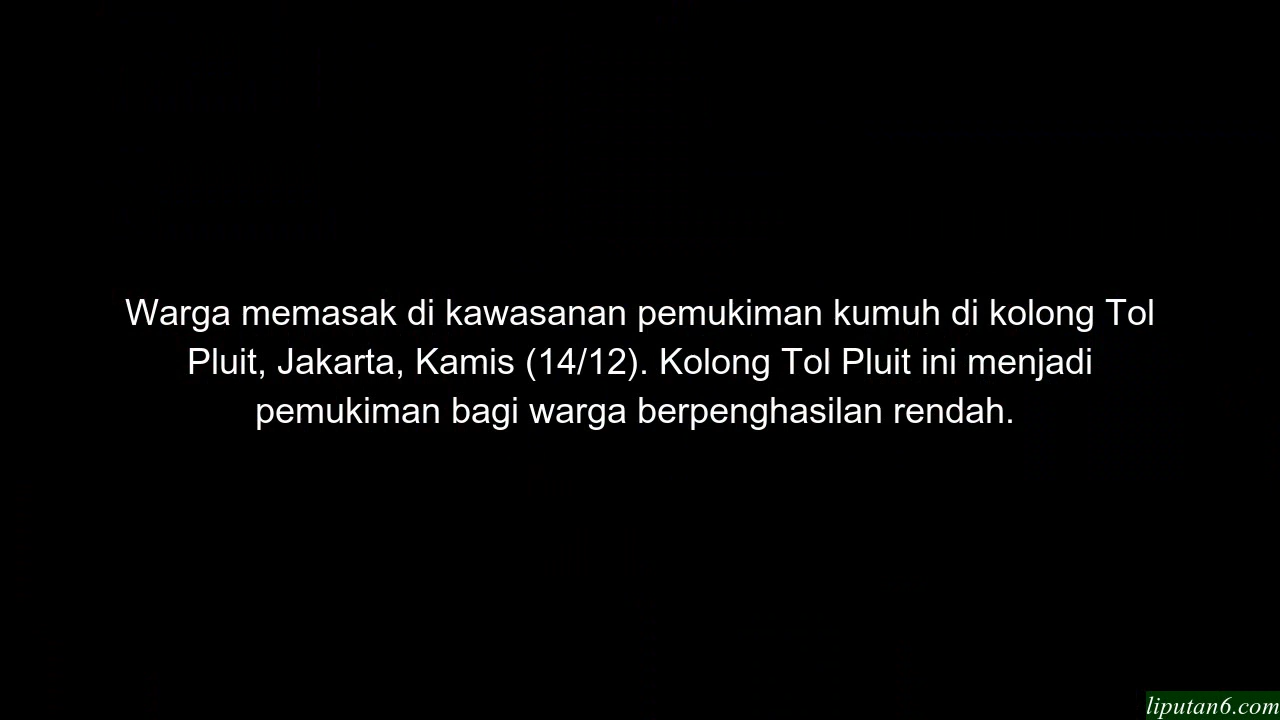 Warga memasak di kawasanan pemukiman kumuh di kolong Tol
Pluit, Jakarta, Kamis (14/12). Kolong Tol Pluit ini menjadi
pemukiman bagi warga berpenghasilan rendah.
liputan6.com